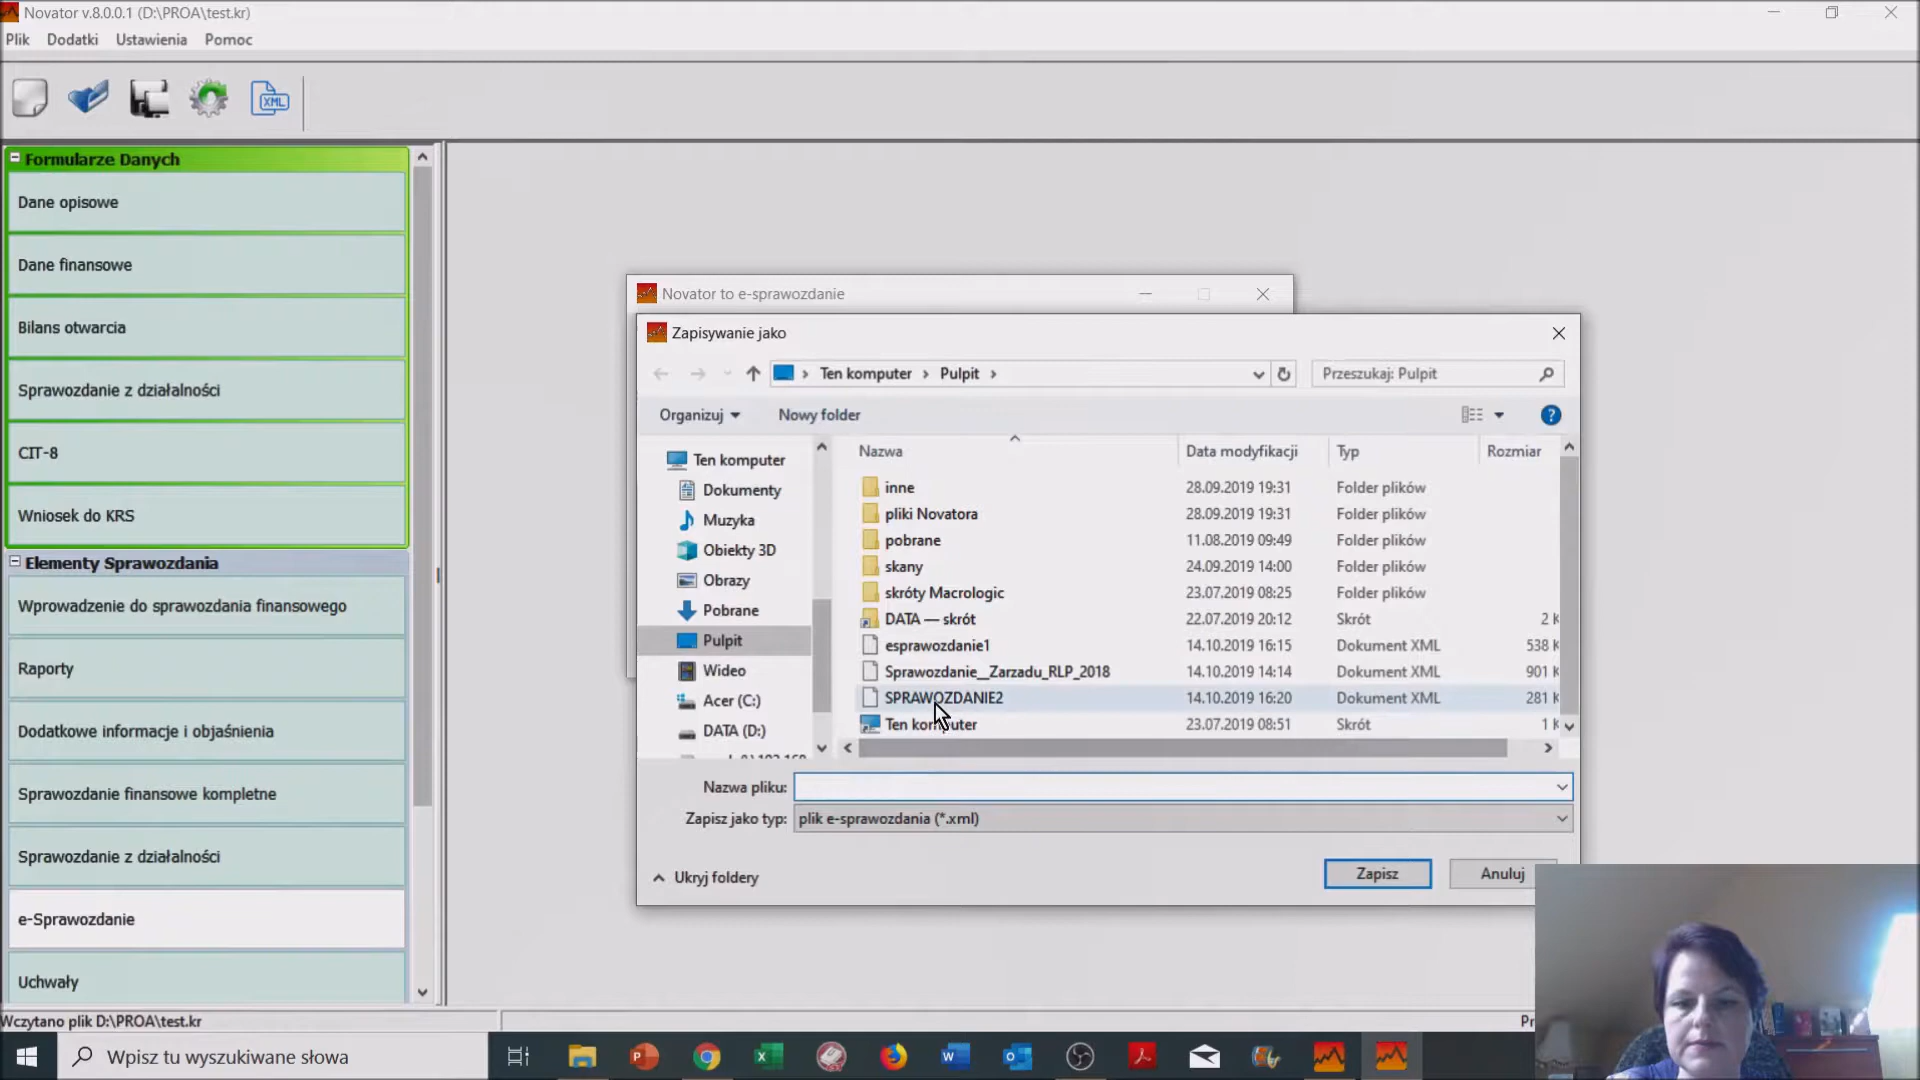 Novator v.8.0.0.1 (D:\PROA\test.kr)
Plik Dodatki Ustawienia Pomoc
XML
Formularze Danych
Dane opisowe
Dane finansowe
Bilans otwarcia
Sprawozdanie z działalności
CIT-8
Wniosek do KRS
Elementy Sprawozdania
Wprowadzenie do sprawozdania finansowego
Raporty
Dodatkowe informacje i objaśnienia
Sprawozdanie finansowe kompletne
Sprawozdanie z działalności
e-Sprawozdanie
Uchwały
Novator to e-sprawozdanie
Zapisywanie jako
Ten komputer Pulpit
Przeszukaj: Pulpit
Organizuj Nowy folder
Ten komputer
Dokumenty
Muzyka
Obiekty 3D
Obrazy
Pobrane
Pulpit
Wideo
Acer (C:)
DATA (D:)
Nazwa Data modyfikacji Typ Rozmiar
inne 28.09.2019 19:31 Folder plików
pliki Novatora 28.09.2019 19:31 Folder plików
pobrane 11.08.2019 09:49 Folder plików
skany 24.09.2019 14:00 Folder plików
skróty Macrologic 23.07.2019 08:25 Folder plików
DATA — skrót 22.07.2019 20:12 Skrót 2 K
esprawozdanie1 14.10.2019 16:15 Dokument XML 538 K
Sprawozdanie__Zarzadu_RLP_2018 14.10.2019 14:14 Dokument XML 901 K
SPRAWOZDANIE2 14.10.2019 16:20 Dokument XML 281 K
Ten komputer 23.07.2019 08:51 Skrót 1 K
Nazwa pliku:
Zapisz jako typ: plik e-sprawozdania (*.xml)
Ukryj foldery
Zapisz Anuluj
Wczytano plik D:\PROA\test.kr
Wpisz tu wyszukiwane słowa